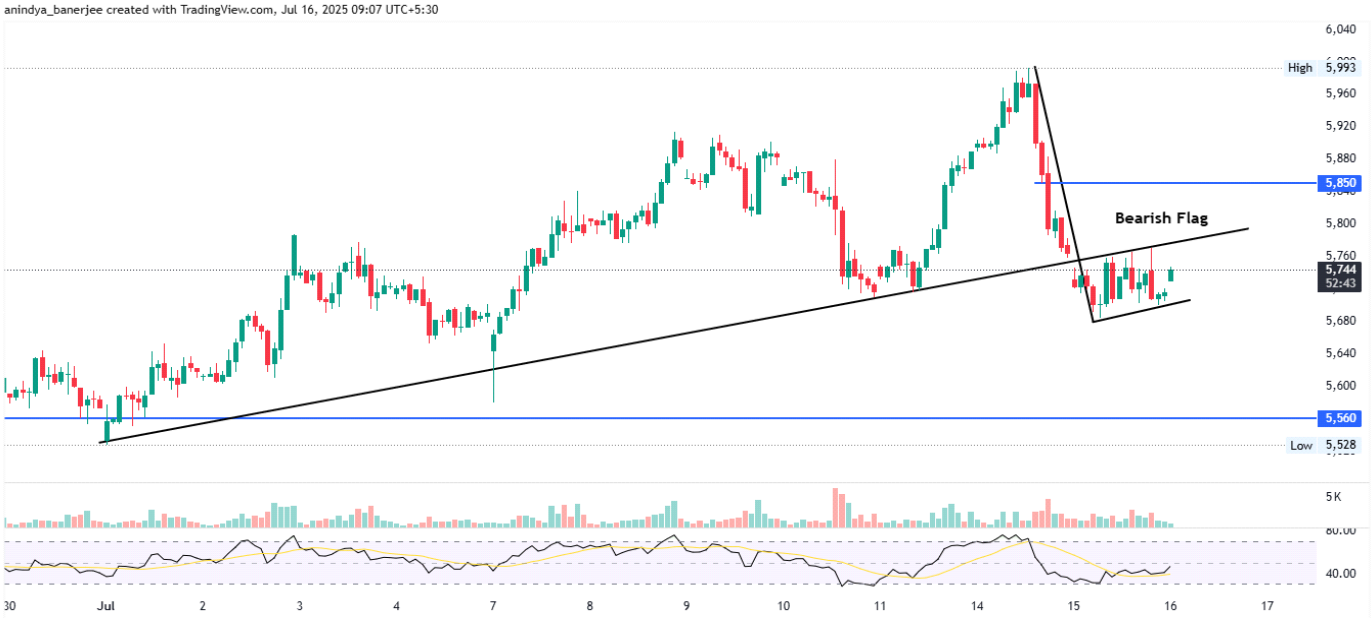 anindya_banerjee created with TradingView.com, Jul 16, 2025 09:07 UTC+5:30
6,040
High 5,993
5,960
5,920
5,880
5,850
Bearish Flag
5,800
5,760
5,744
52:43
5,680
5,640
5,600
5,560
Low 5,528
5K
80.00
40.00
30 Jul 2 3 4 7 8 9 10 11 14 15 16 17